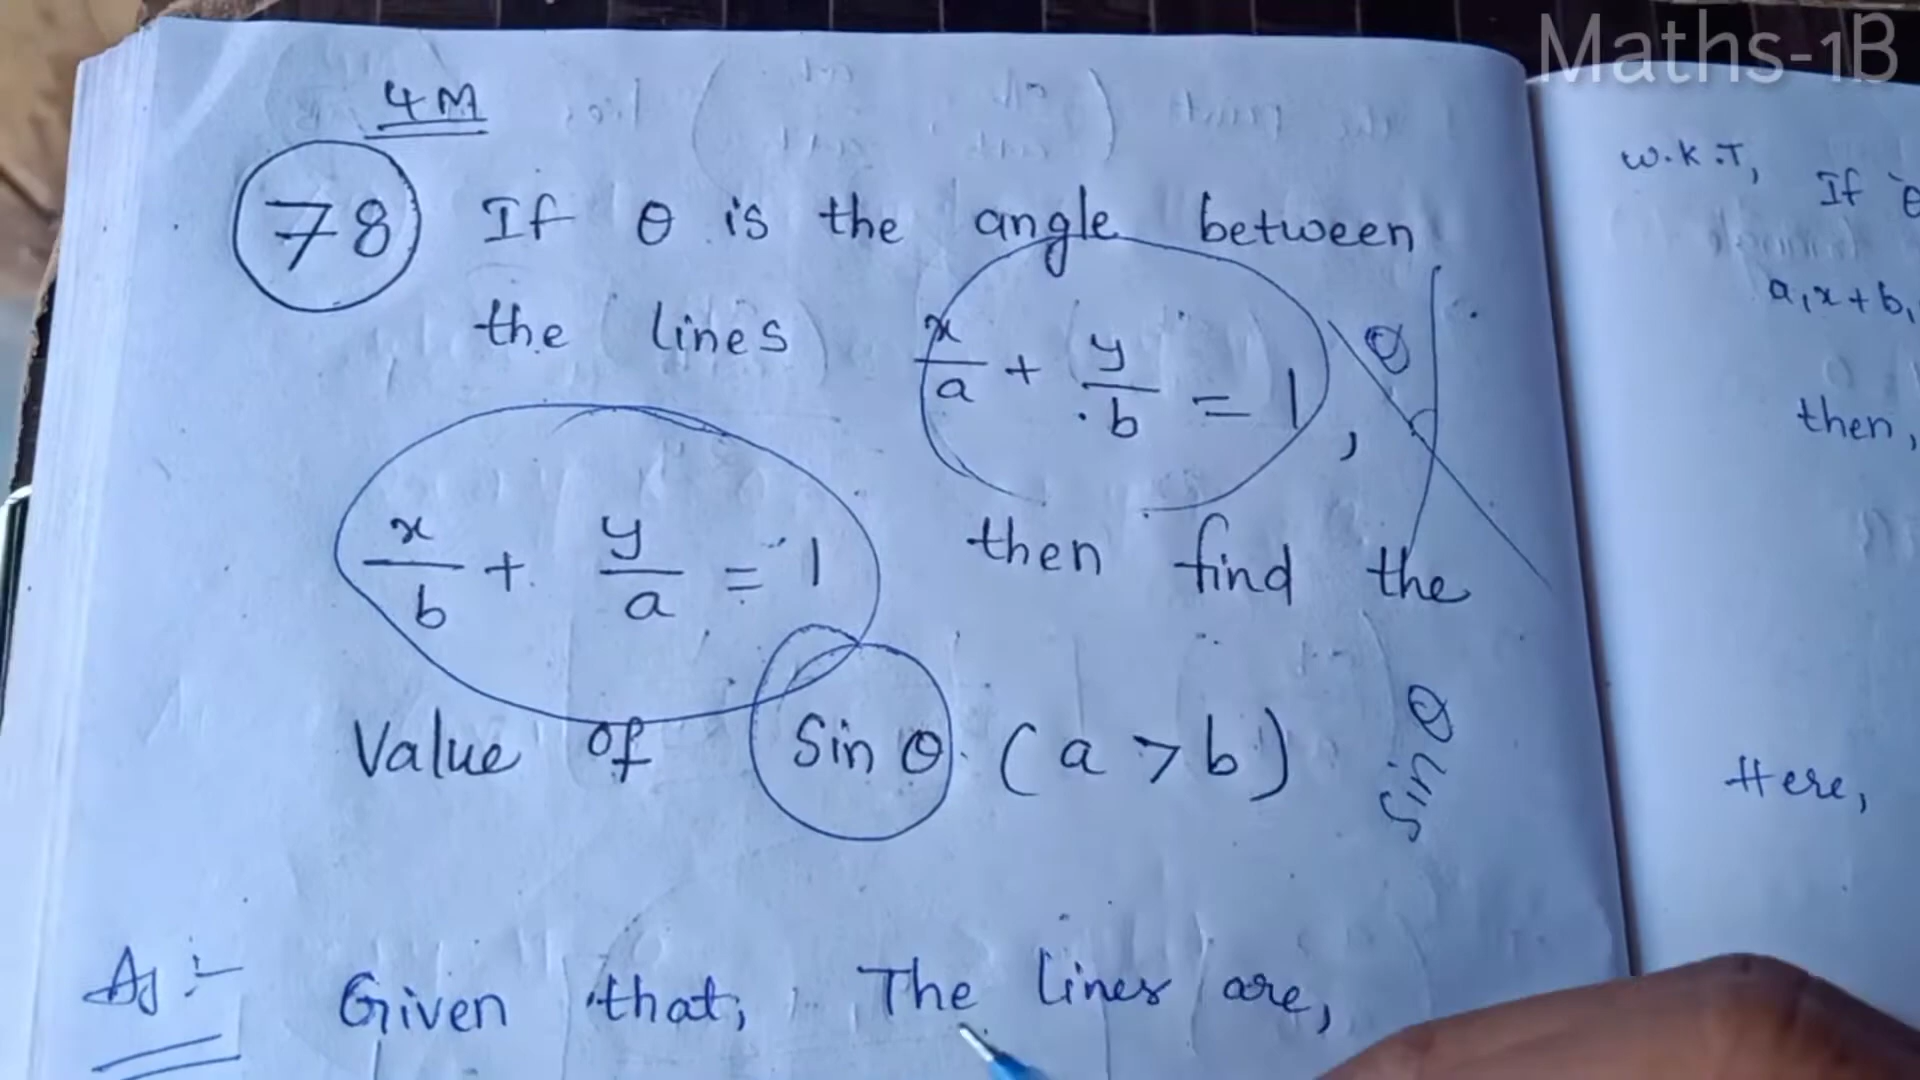 Maths-1B
4M
78 If θ is the angle between
the lines x/a + y/b = 1,
x/b + y/a = 1 then find the
Value of Sin θ (a > b)
θ
Sin θ
Given that, The lines are,
W.K.T,
If θ
a₁x + b₁
then,
Here,